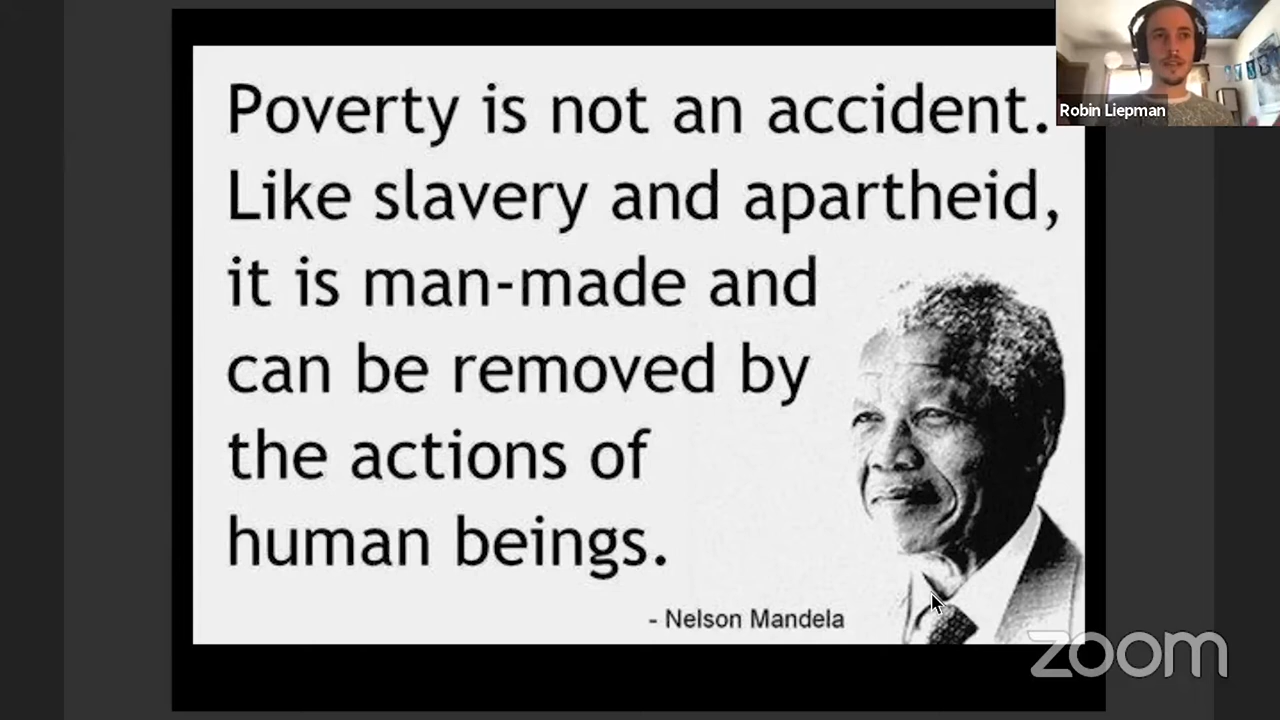 Poverty is not an accident.
Like slavery and apartheid,
it is man-made and
can be removed by
the actions of
human beings.
- Nelson Mandela
Robin Liepman
zoom